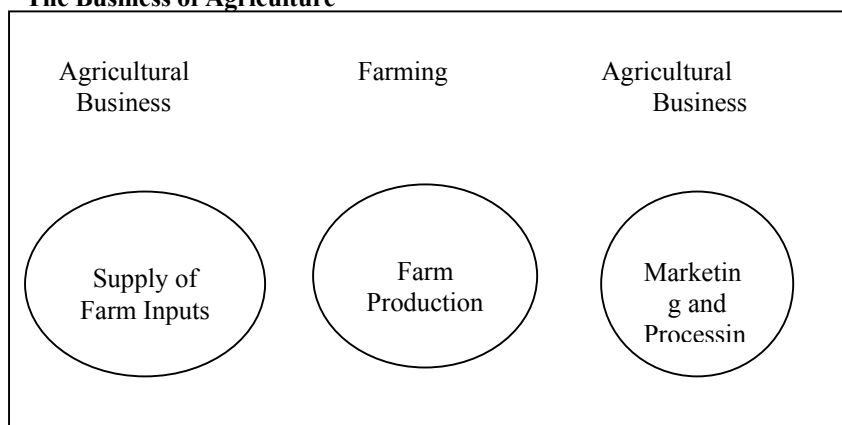 The Business of Agriculture
Agricultural Farming Agricultural
Business Business
Supply of
Farm Inputs
Farm
Production
Marketin
g and
Processin